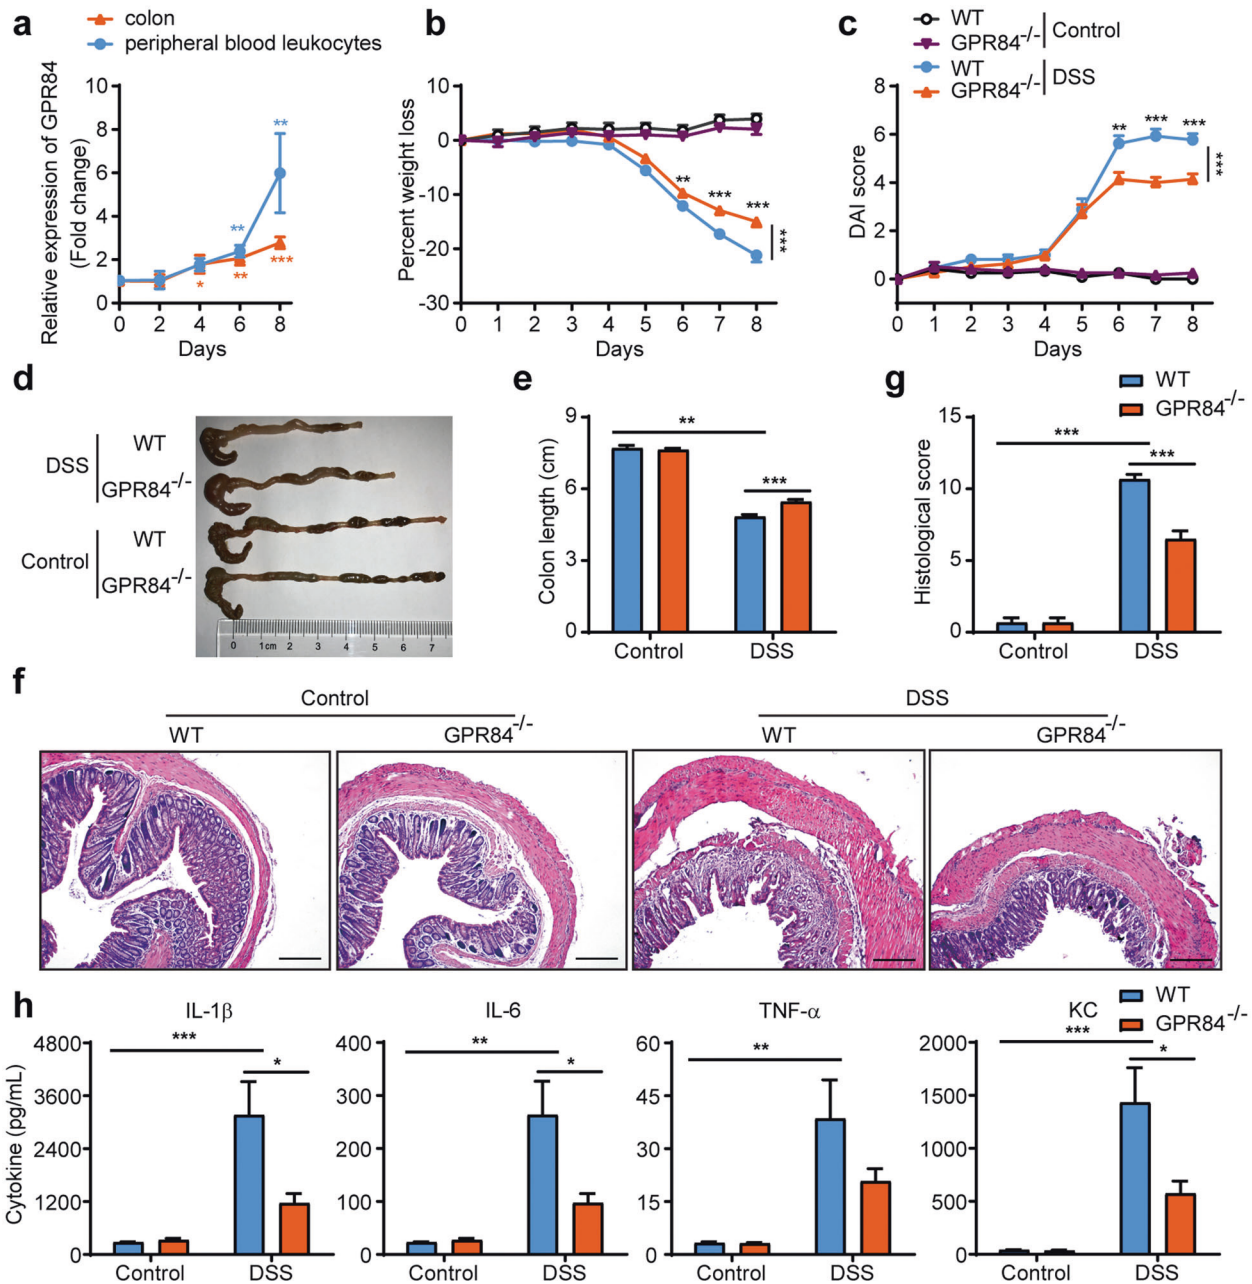 a
colon
peripheral blood leukocytes
Relative expression of GPR84
(Fold change)
10
8
6
4
2
0
**
**
*
**
***
0 2 4 6 8
Days
b
Percent weight loss
10
0
-10
-20
-30
**
***
***
***
0 1 2 3 4 5 6 7 8
Days
c
WT
GPR84-/-
Control
WT
GPR84-/-
DSS
DAI score
8
6
4
2
0
**
***
***
***
0 1 2 3 4 5 6 7 8
Days
d
DSS
WT
GPR84-/-
Control
WT
GPR84-/-
0 1cm 2 3 4 5 6 7
e
Colon length (cm)
9
6
3
0
**
***
Control DSS
g
WT
GPR84-/-
Histological score
15
10
5
0
***
***
Control DSS
f
Control
DSS
WT
GPR84-/-
WT
GPR84-/-
h
Cytokine (pg/mL)
IL-1β
4800
3600
2400
1200
0
***
*
Control DSS
IL-6
400
300
200
100
0
**
*
Control DSS
TNF-α
60
45
30
15
0
**
Control DSS
KC
WT
GPR84-/-
2000
1500
1000
500
0
***
*
Control DSS